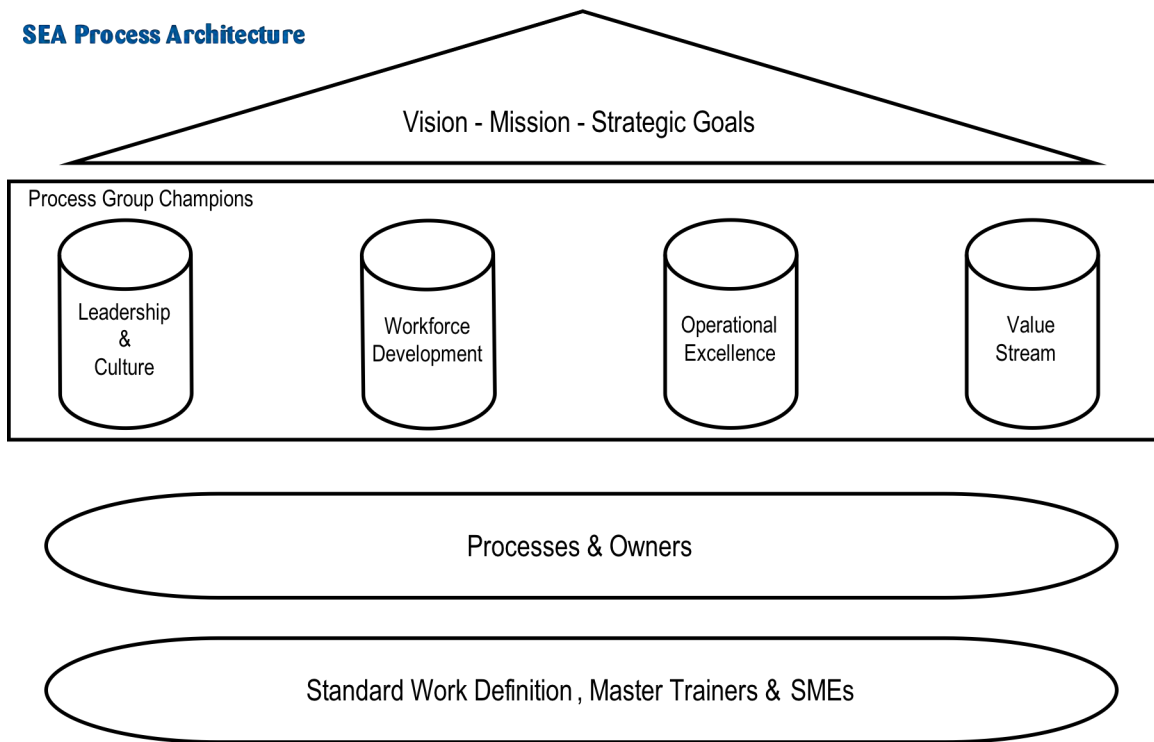 SEA Process Architecture
Vision - Mission - Strategic Goals
Process Group Champions
Leadership
&
Culture
Workforce
Development
Operational
Excellence
Value
Stream
Processes & Owners
Standard Work Definition , Master Trainers & SMEs